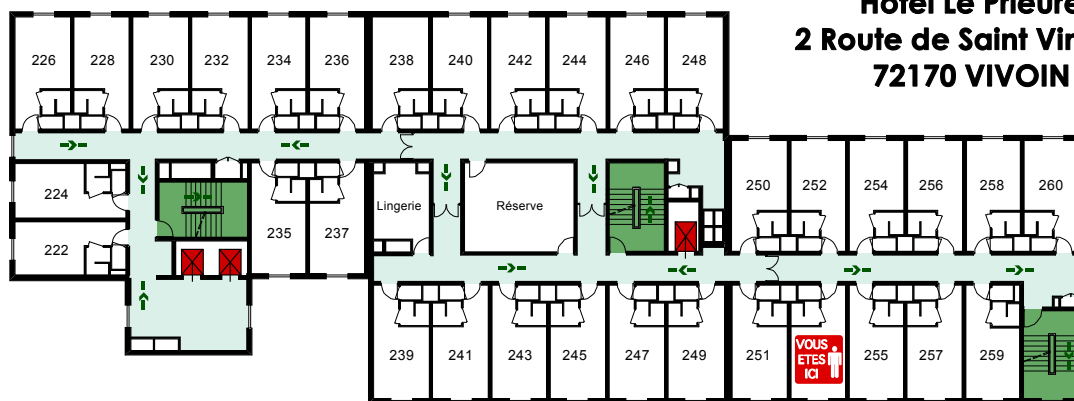 Hotel Le Prieuré
2 Route de Saint
72170 VIVOIN
226 228 230 232 234 236 238 240 242 244 246 248
224
222
235 237
Lingerie
Réserve
250 252 254 256 258 260
239 241 243 245 247 249 251
VOUS
ETES
ICI
255 257 259